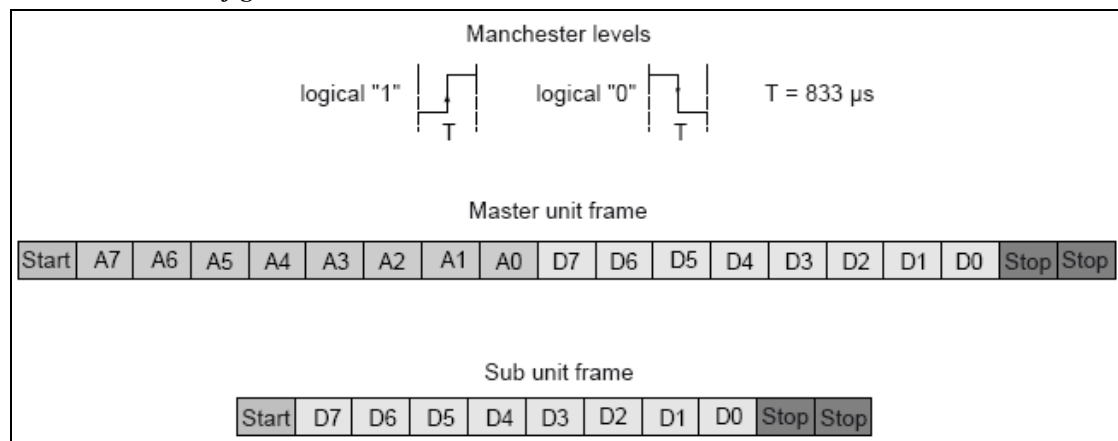 Manchester levels
logical "1" T logical "0" T T = 833 µs
Master unit frame
Start A7 A6 A5 A4 A3 A2 A1 A0 D7 D6 D5 D4 D3 D2 D1 D0 Stop Stop
Sub unit frame
Start D7 D6 D5 D4 D3 D2 D1 D0 Stop Stop